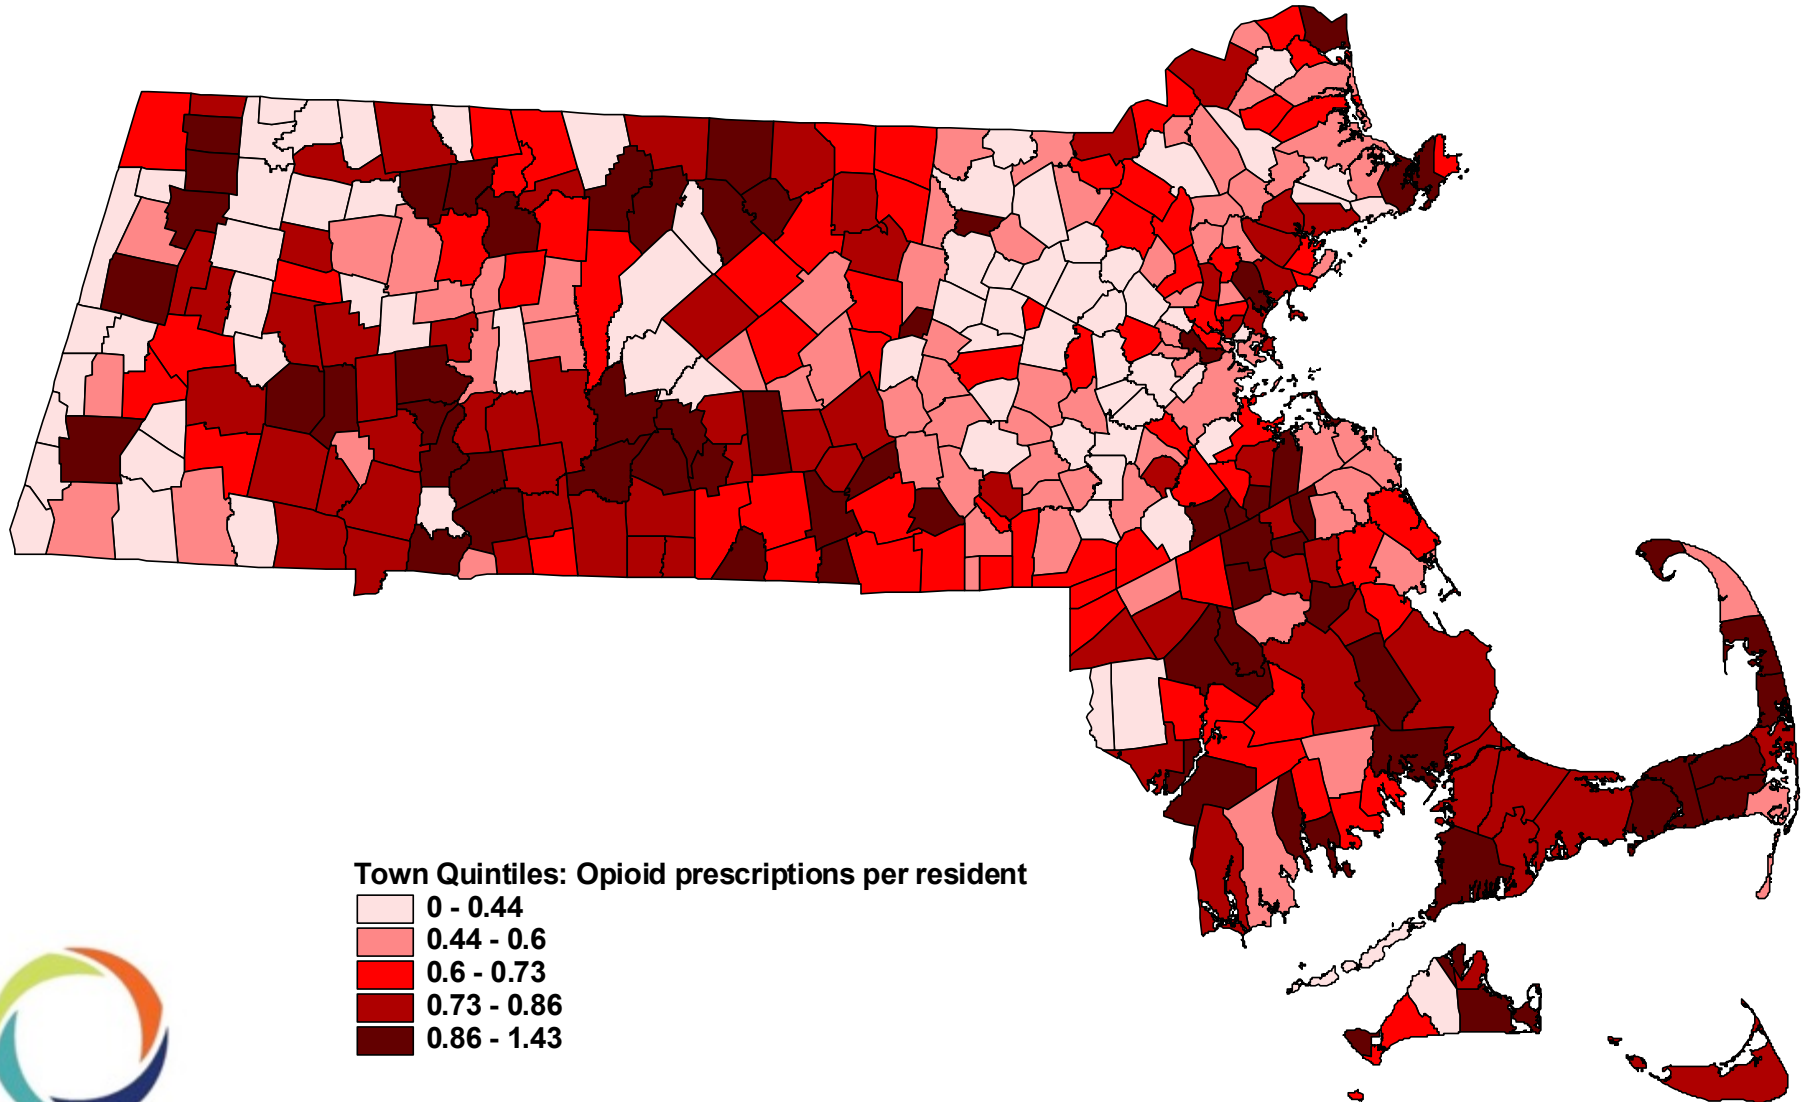 Town Quintiles: Opioid prescriptions per resident
0 - 0.44
0.44 - 0.6
0.6 - 0.73
0.73 - 0.86
0.86 - 1.43